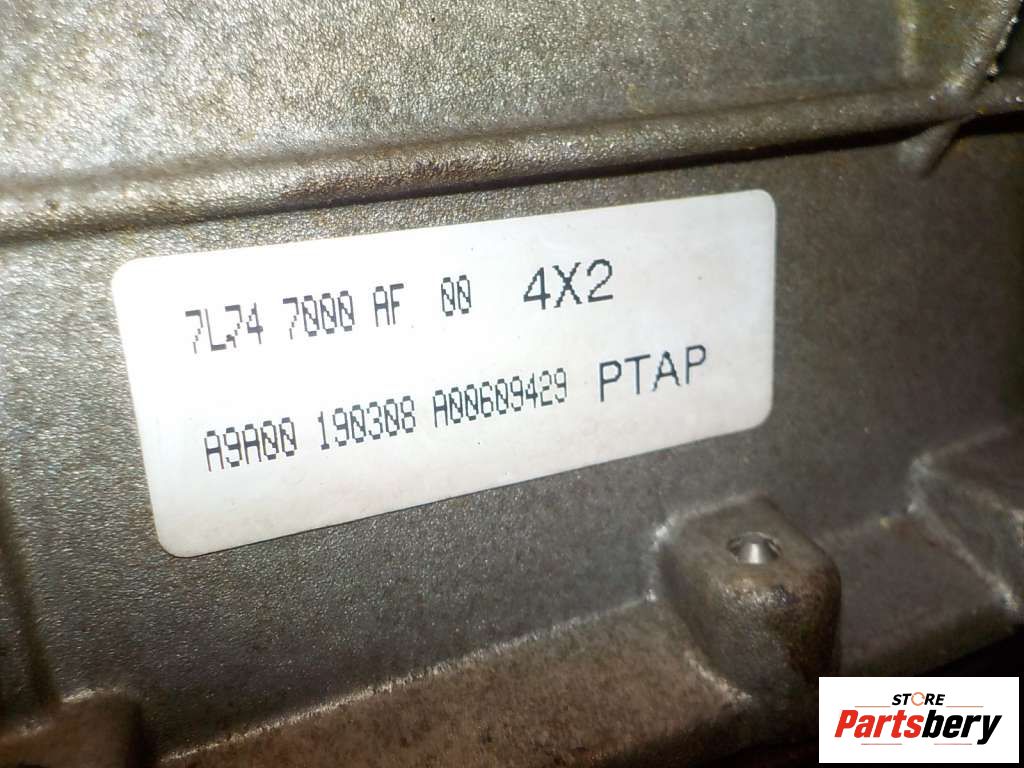 7L74 7000 AF 00 4X2
A9A00 190308 A00609429 PTAP
STORE
Partsbery